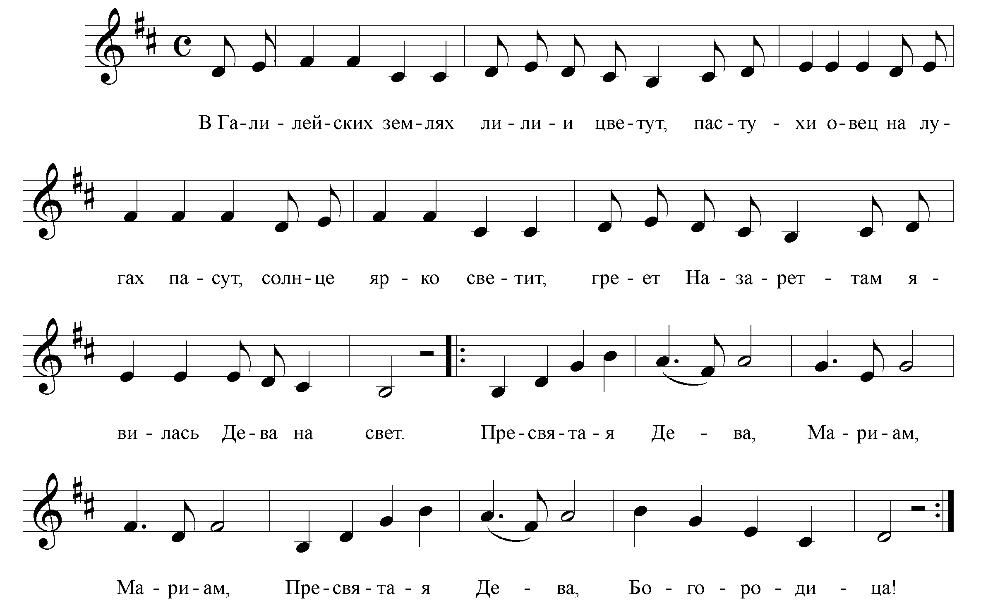 В Га-ли - лей-ских зем-лях ли - ли - и цве-тут, пас - ту - хи о-вец на лу-
гах па - сут, солн-це яр - ко све - тит, гре - ет На - за - рет - там я -
ви - лась Де-ва на свет. Пре-свя-та-я Де - ва, Ма - ри-ам,
Ма - ри-ам, Пре-свя-та - я Де - ва, Бо - го - ро - ди - ца!